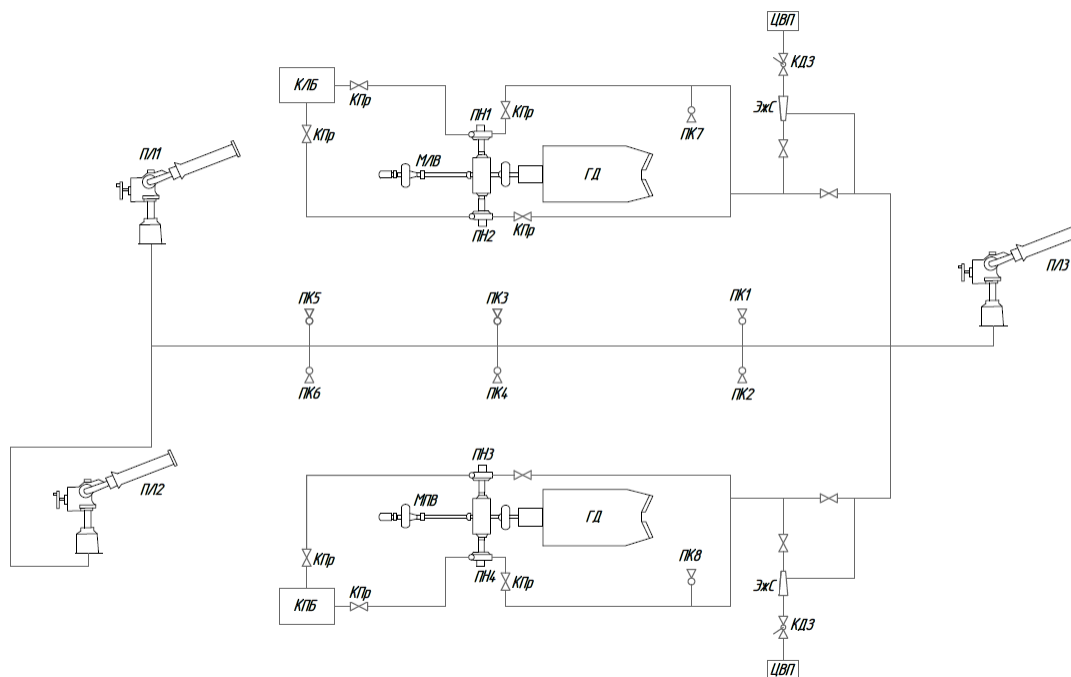 ЦВП
КДЗ
КЛБ
КПр
ПН1
КПр
ЭжС
КПр
ПК7
ПЛ1
МЛВ
ГД
ПН2
КПр
ПЛ3
ПК5
ПК3
ПК1
ПК6
ПК4
ПК2
ПН3
ПЛ2
МПВ
ГД
КПр
ПК8
ПН4
КПр
ЭжС
КПБ
КПр
КДЗ
ЦВП